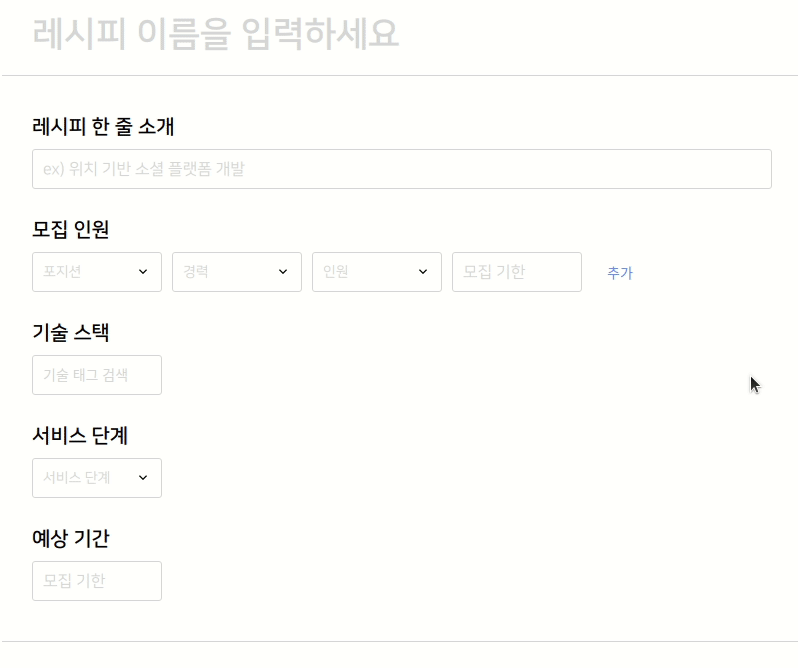 레시피 이름을 입력하세요
레시피 한 줄 소개
ex) 위치 기반 소셜 플랫폼 개발
모집 인원
포지션 경력 인원 모집 기한 추가
기술 스택
기술 태그 검색
서비스 단계
서비스 단계
예상 기간
모집 기한